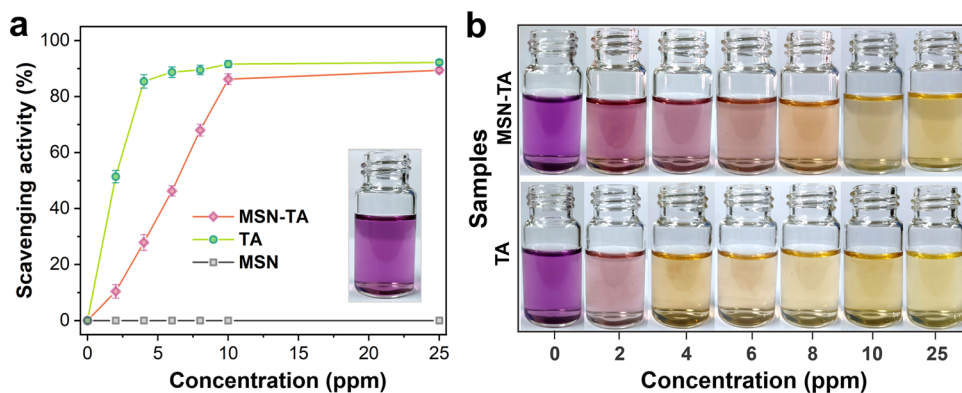 a
Scavenging activity (%)
100
80
60
40
20
0
MSN-TA
TA
MSN
0 5 10 15 20 25
Concentration (ppm)
b
Samples
MSN-TA
TA
0 2 4 6 8 10 25
Concentration (ppm)